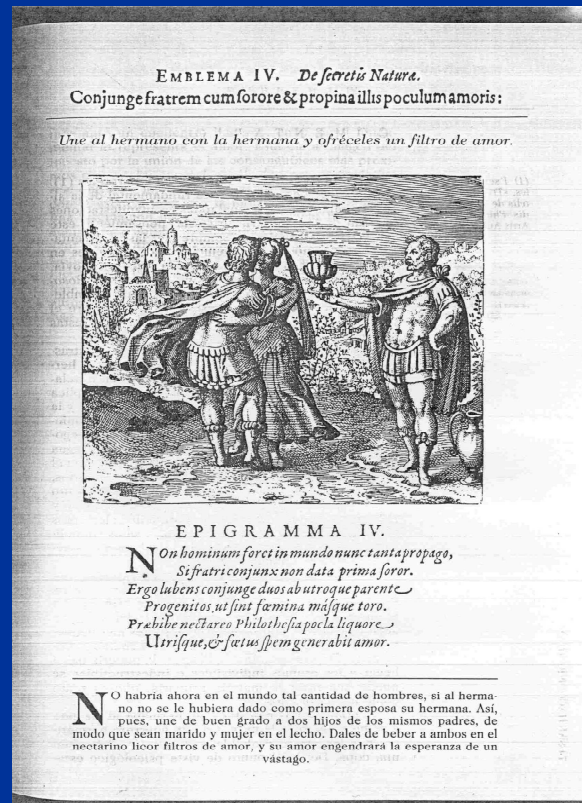 EMBLEMA IV. De ſecretis Naturæ.
Conjunge fratrem cum ſorore & propina illis poculum amoris:
Une al hermano con la hermana y ofréceles un filtro de amor.
EPIGRAMMA IV.
NOn hominum foret in mundo nunc tanta propago,
Si fratri conjunx non data prima ſoror.
Ergo lubens conjunge duos ab utroque parente
Progenitos, ut ſint fœmina máſque toro.
Præbibe nectareo Philotheſia pocla liquore
Utriſque, & fœtus ſpem generabit amor.
NO habría ahora en el mundo tal cantidad de hombres, si al herma-
no no se le hubiera dado como primera esposa su hermana. Así,
pues, une de buen grado a dos hijos de los mismos padres, de
modo que sean marido y mujer en el lecho. Dales de beber a ambos en el
nectarino licor filtros de amor, y su amor engendrará la esperanza de un
vástago.